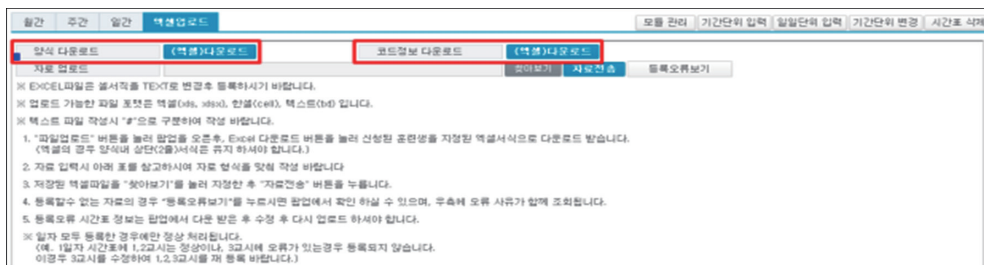 월간 주간 일간 엑셀업로드 모듈 관리 기간단위 입력 일일단위 입력 기간단위 변경 시간표 삭제
양식 다운로드 (엑셀)다운로드 코드정보 다운로드 (엑셀)다운로드
자료 업로드 찾아보기 자료전송 등록오류보기
※ EXCEL파일은 셀서식을 TEXT로 변경후 등록하시기 바랍니다.
※ 업로드 가능한 파일 포맷은 엑셀(xls, xlsx), 한셀(cell), 텍스트(txt) 입니다.
※ 텍스트 파일 작성시 "#"으로 구분하여 작성 바랍니다.
1. "파일업로드" 버튼을 눌러 팝업을 오픈후, Excel 다운로드 버튼을 눌러 신청된 훈련생을 지정된 엑셀서식으로 다운로드 받습니다.
(엑셀의 경우 양식내 상단(2줄)서식은 유지 하셔야 합니다.)
2. 자료 입력시 아래 표를 참고하시여 자료 형식을 맞춰 작성 바랍니다
3. 저장된 엑셀파일을 "찾아보기"를 눌러 지정한 후 "자료전송" 버튼을 누릅니다.
4. 등록할수 없는 자료의 경우 "등록오류보기"를 누르시면 팝업에서 확인 하실 수 있으며, 우측에 오류 사유가 함께 조회됩니다.
5. 등록오류 시간표 정보는 팝업에서 다운 받은 후 수정 후 다시 업로드 하셔야 합니다.
※ 일자 모두 등록한 경우에만 정상 처리됩니다.
(예. 1일자 시간표에 1,2교시는 정상이나, 3교시에 오류가 있는경우 등록되지 않습니다.
이경우 3교시를 수정하여 1,2,3교시를 재 등록 바랍니다.)